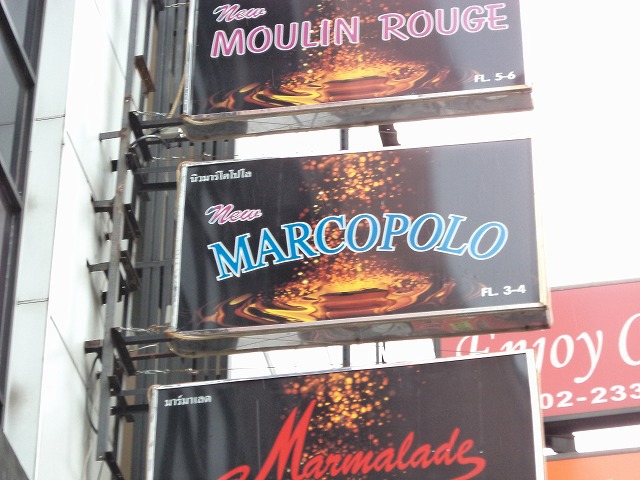 New
MOULIN ROUGE
FL. 5-6
นิวมาร์โคโปโล
New
MARCOPOLO
FL. 3-4
Enjoy
02-233
มาร์มาเลด
Marmalade